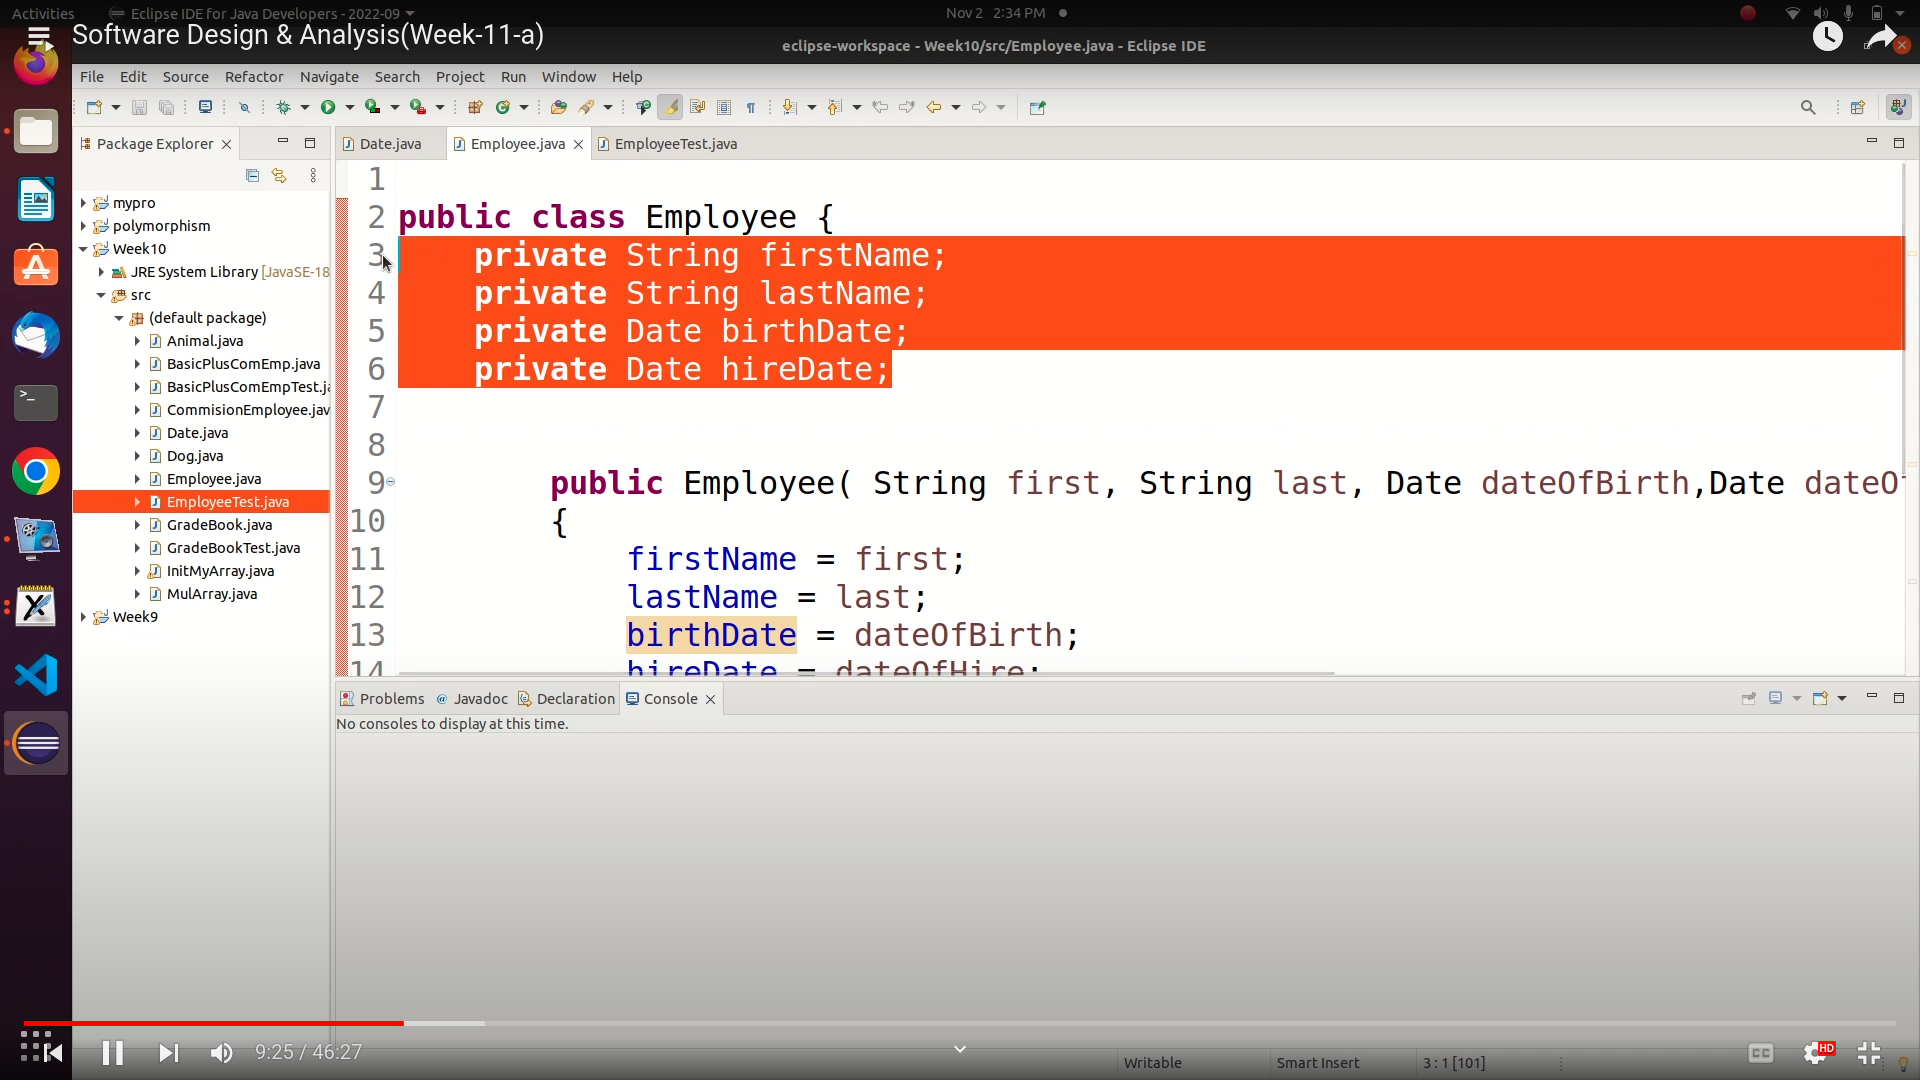 Activities
Eclipse IDE for Java Developers - 2022-09
Nov 2 2:34 PM
Software Design & Analysis(Week-11-a)
eclipse-workspace - Week10/src/Employee.java - Eclipse IDE
File Edit Source Refactor Navigate Search Project Run Window Help
Package Explorer
Date.java
Employee.java
EmployeeTest.java
mypro
polymorphism
Week10
JRE System Library [JavaSE-18
src
(default package)
Animal.java
BasicPlusComEmp.java
BasicPlusComEmpTest.ja
CommisionEmployee.jav
Date.java
Dog.java
Employee.java
EmployeeTest.java
GradeBook.java
GradeBookTest.java
InitMyArray.java
MulArray.java
Week9
1
2 public class Employee {
3 private String firstName;
4 private String lastName;
5 private Date birthDate;
6 private Date hireDate;
7
8
9 public Employee( String first, String last, Date dateOfBirth,Date dateOf
10 {
11 firstName = first;
12 lastName = last;
13 birthDate = dateOfBirth;
14 hireDate = dateOfHire;
Problems @ Javadoc Declaration Console
No consoles to display at this time.
9:25 / 46:27
Writable
Smart Insert
3 : 1 [101]
CC
HD